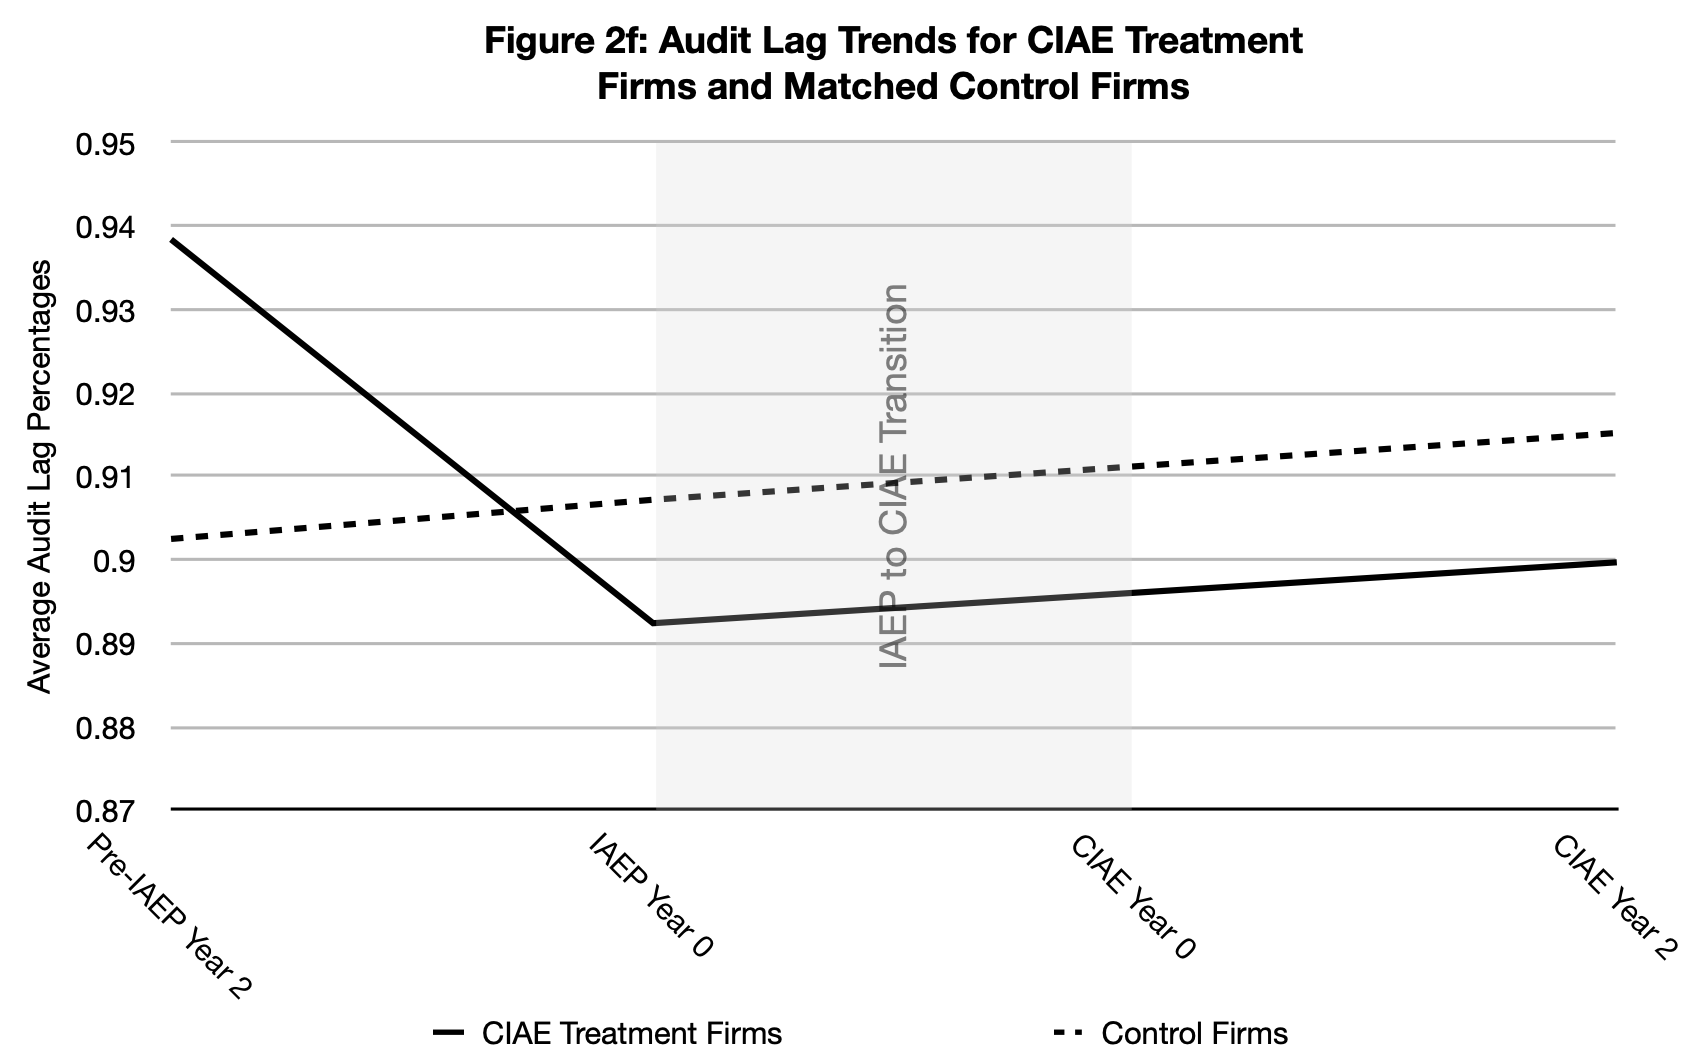 Figure 2f: Audit Lag Trends for CIAE Treatment
Firms and Matched Control Firms
Average Audit Lag Percentages
0.95
0.94
0.93
0.92
0.91
0.9
0.89
0.88
0.87
IAEP to CIAE Transition
Pre-IAEP Year 2
IAEP Year 0
CIAE Year 0
CIAE Year 2
CIAE Treatment Firms
Control Firms